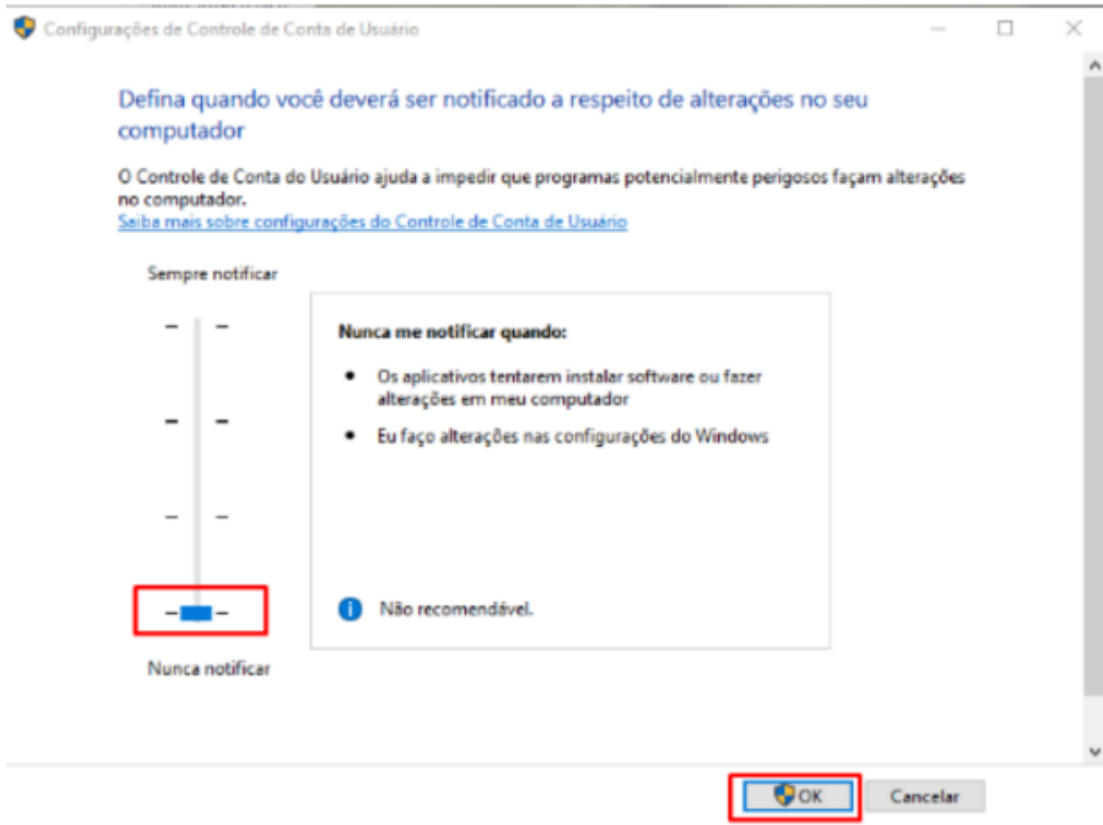 Configurações de Controle de Conta de Usuário
Defina quando você deverá ser notificado a respeito de alterações no seu
computador
O Controle de Conta do Usuário ajuda a impedir que programas potencialmente perigosos façam alterações
no computador.
Saiba mais sobre configurações do Controle de Conta de Usuário
Sempre notificar
Nunca me notificar quando:
• Os aplicativos tentarem instalar software ou fazer
alterações em meu computador
• Eu faço alterações nas configurações do Windows
Não recomendável.
Nunca notificar
OK
Cancelar